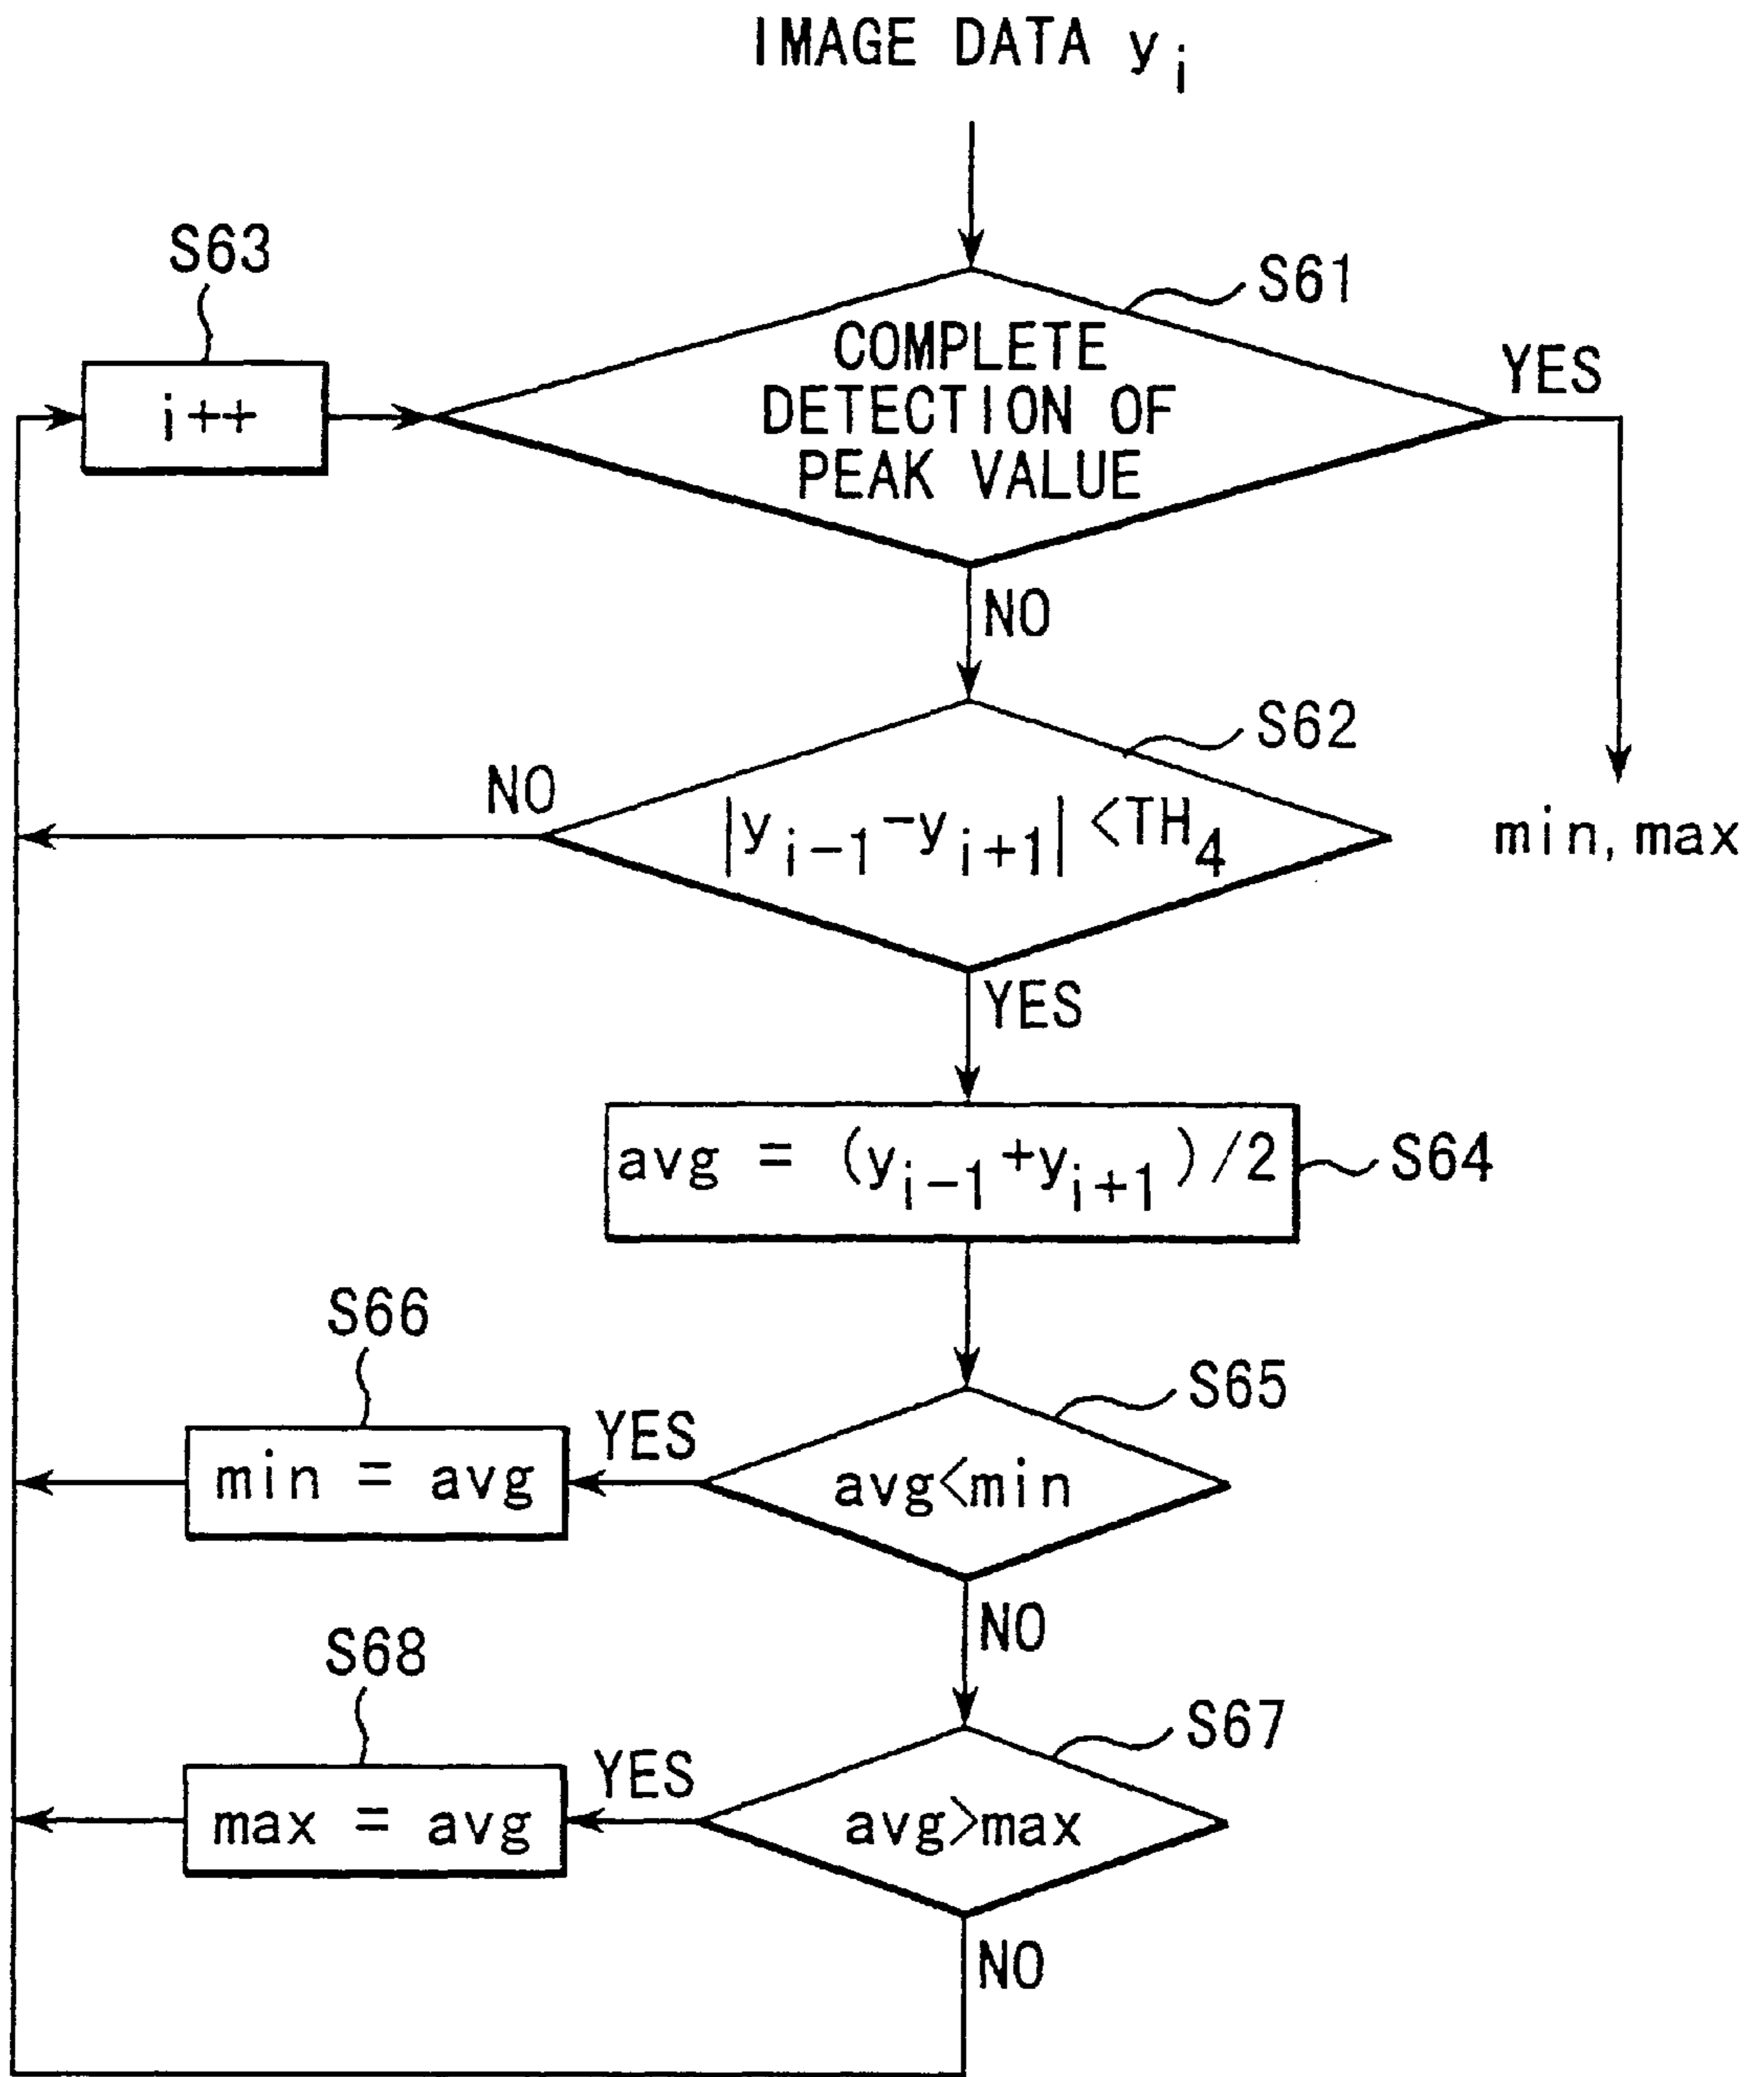 IMAGE DATA y_i
S63
S61
i++
COMPLETE
DETECTION OF
PEAK VALUE
YES
NO
S62
NO
|y_{i-1}-y_{i+1}|<TH_4
min, max
YES
avg = (y_{i-1}+y_{i+1})/2
S64
S66
S65
min = avg
YES
avg<min
NO
S68
S67
max = avg
YES
avg>max
NO